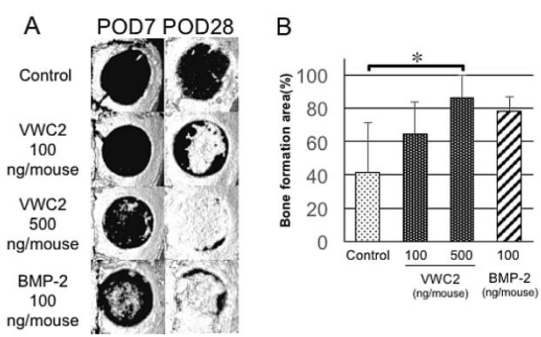 A
POD7 POD28
Control
VWC2
100
ng/mouse
VWC2
500
ng/mouse
BMP-2
100
ng/mouse
B
Bone formation area(%)
100
80
60
40
20
0
*
Control
100
500
100
VWC2
(ng/mouse)
BMP-2
(ng/mouse)